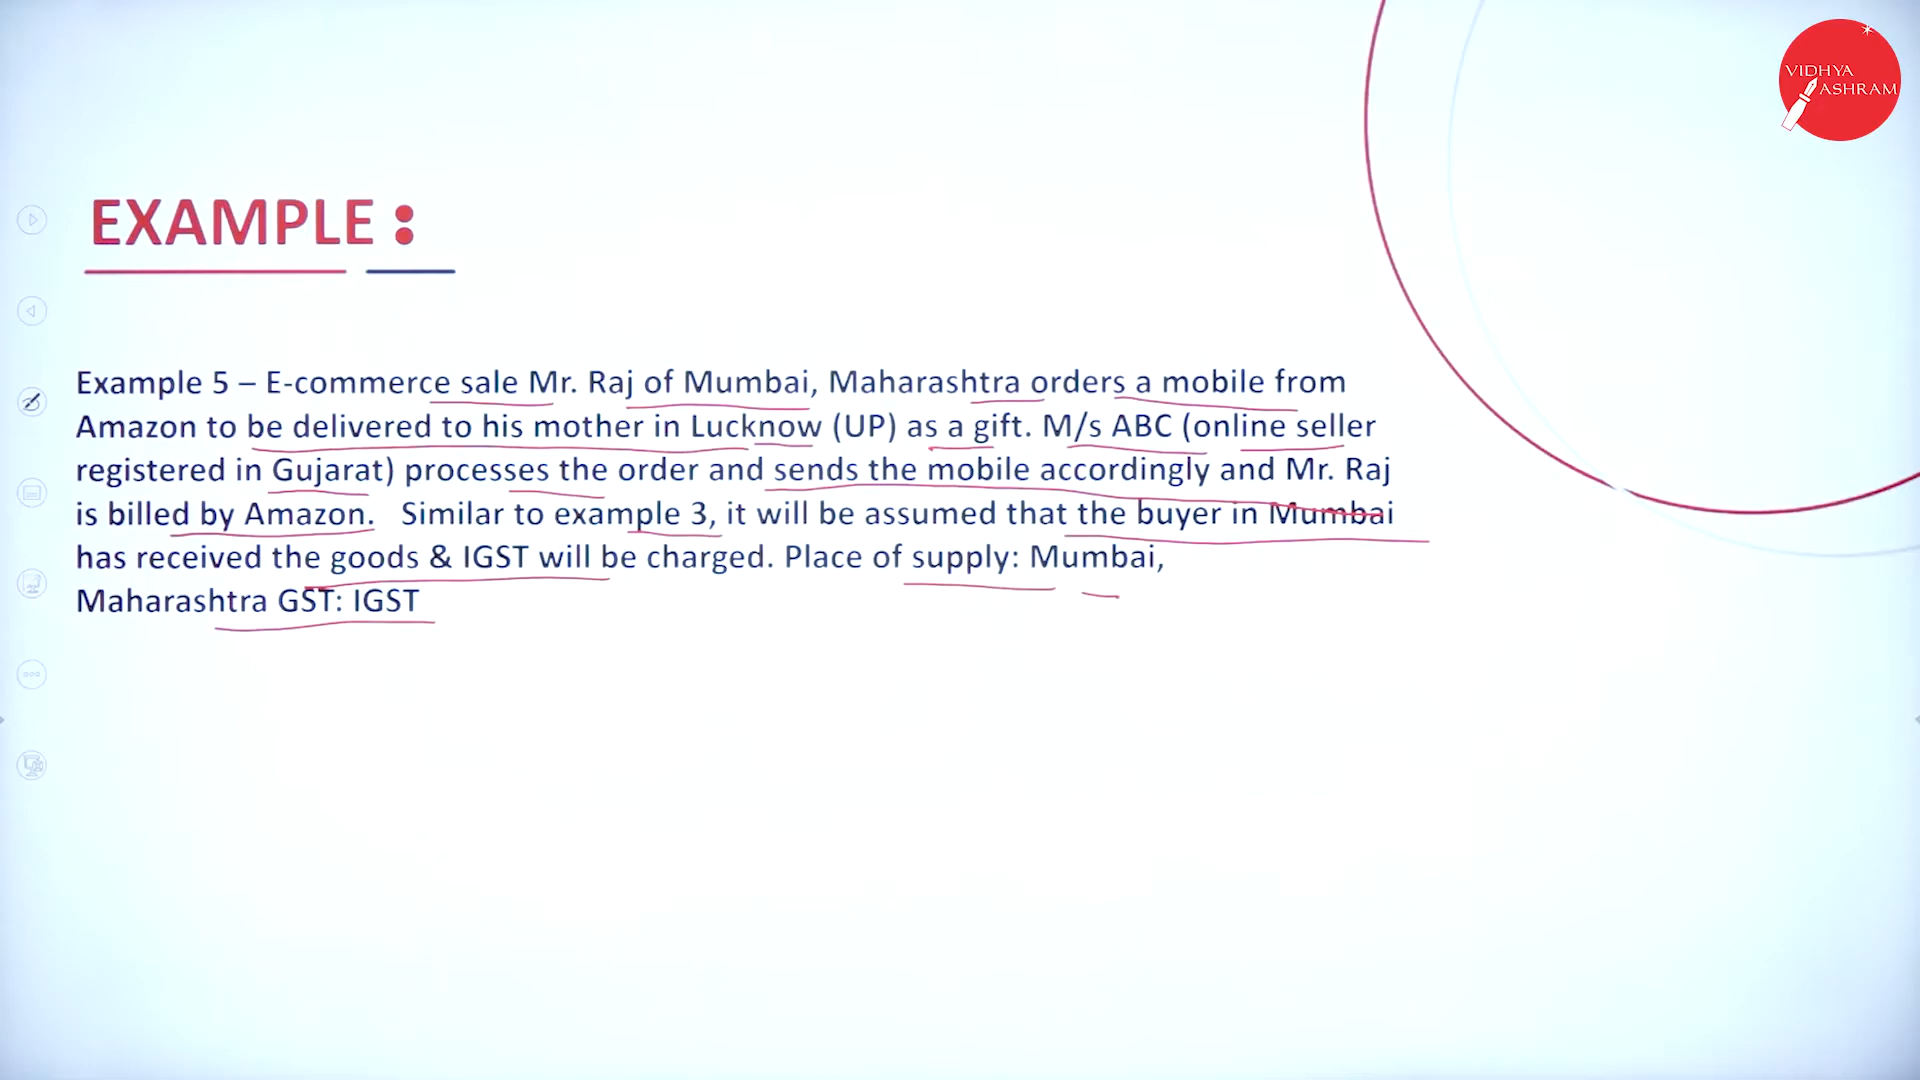 VIDHYA
ASHRAM
EXAMPLE :
Example 5 – E-commerce sale Mr. Raj of Mumbai, Maharashtra orders a mobile from
Amazon to be delivered to his mother in Lucknow (UP) as a gift. M/s ABC (online seller
registered in Gujarat) processes the order and sends the mobile accordingly and Mr. Raj
is billed by Amazon. Similar to example 3, it will be assumed that the buyer in Mumbai
has received the goods & IGST will be charged. Place of supply: Mumbai,
Maharashtra GST: IGST